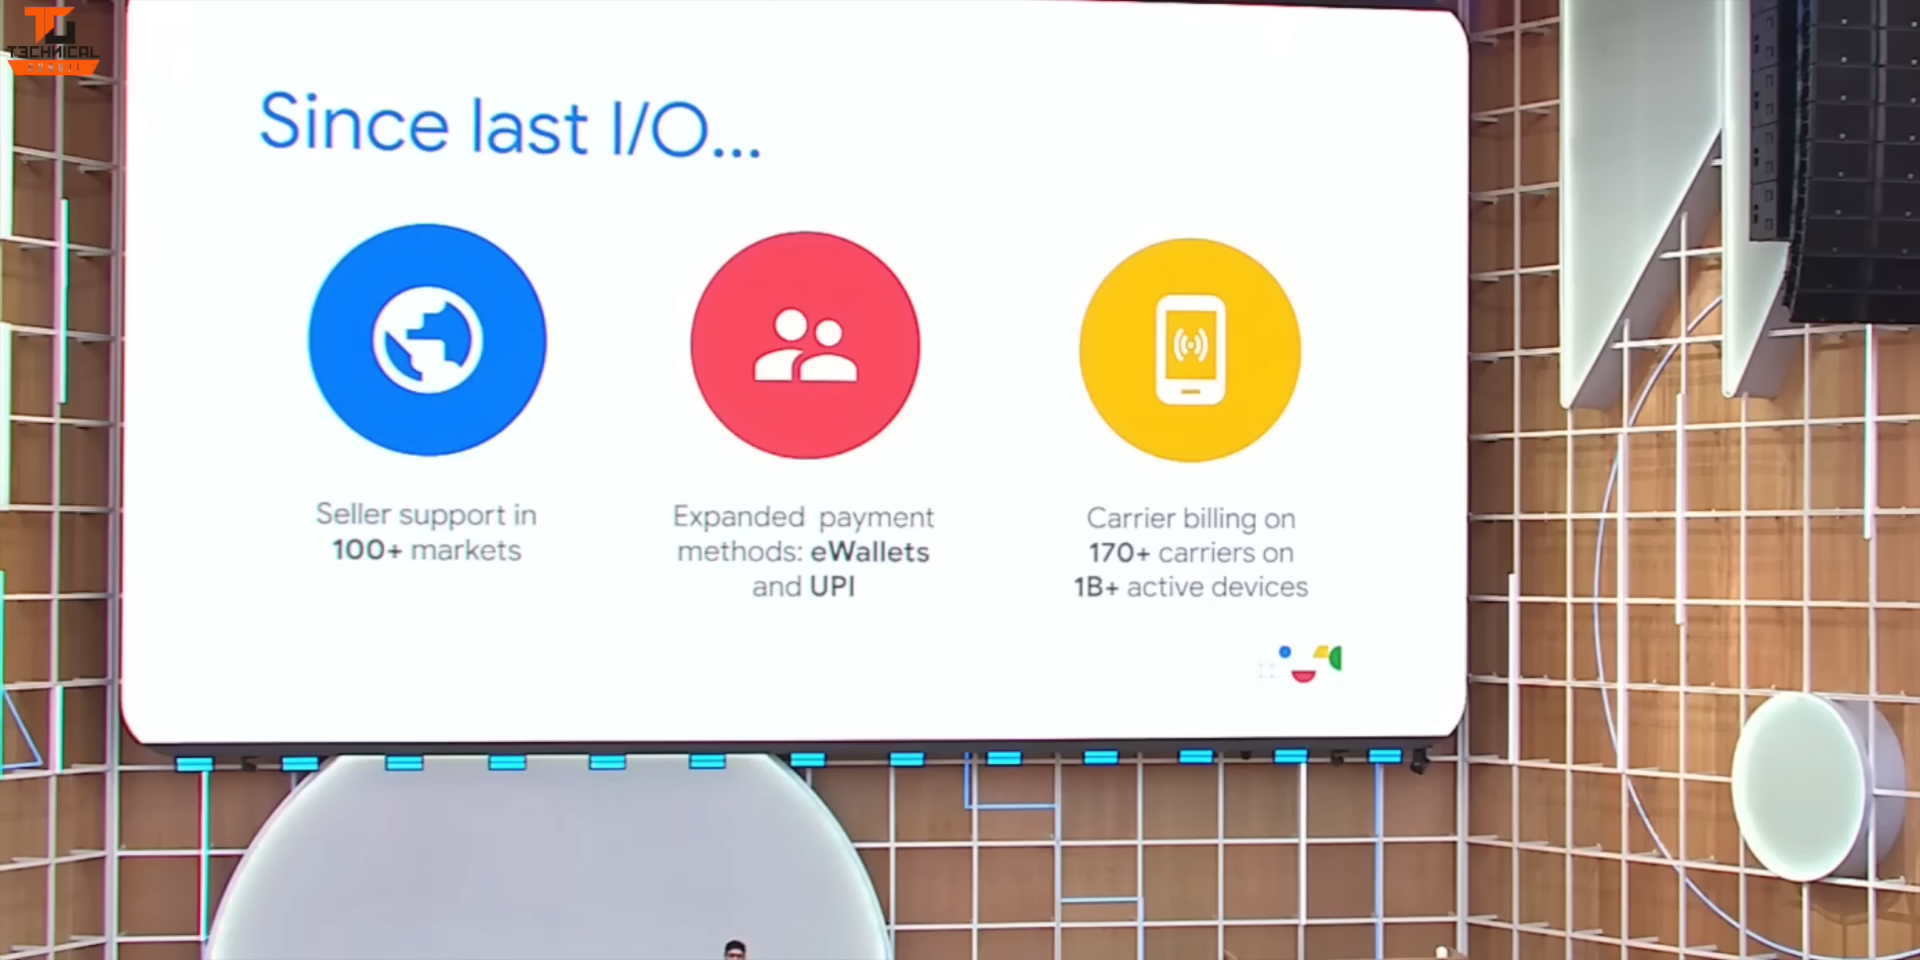 T3CHNICAL
Since last I/O...
Seller support in
100+ markets
Expanded payment
methods: eWallets
and UPI
Carrier billing on
170+ carriers on
1B+ active devices